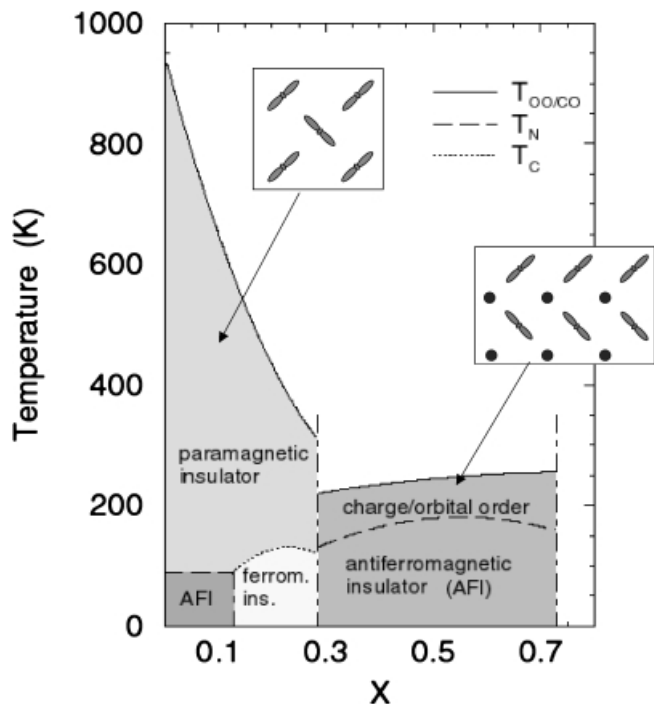 1000
800
600
400
200
0
Temperature (K)
T_OO/CO
T_N
T_C
paramagnetic
insulator
charge/orbital order
antiferromagnetic
insulator (AFI)
AFI
ferrom.
ins.
0.1
0.3
0.5
0.7
X